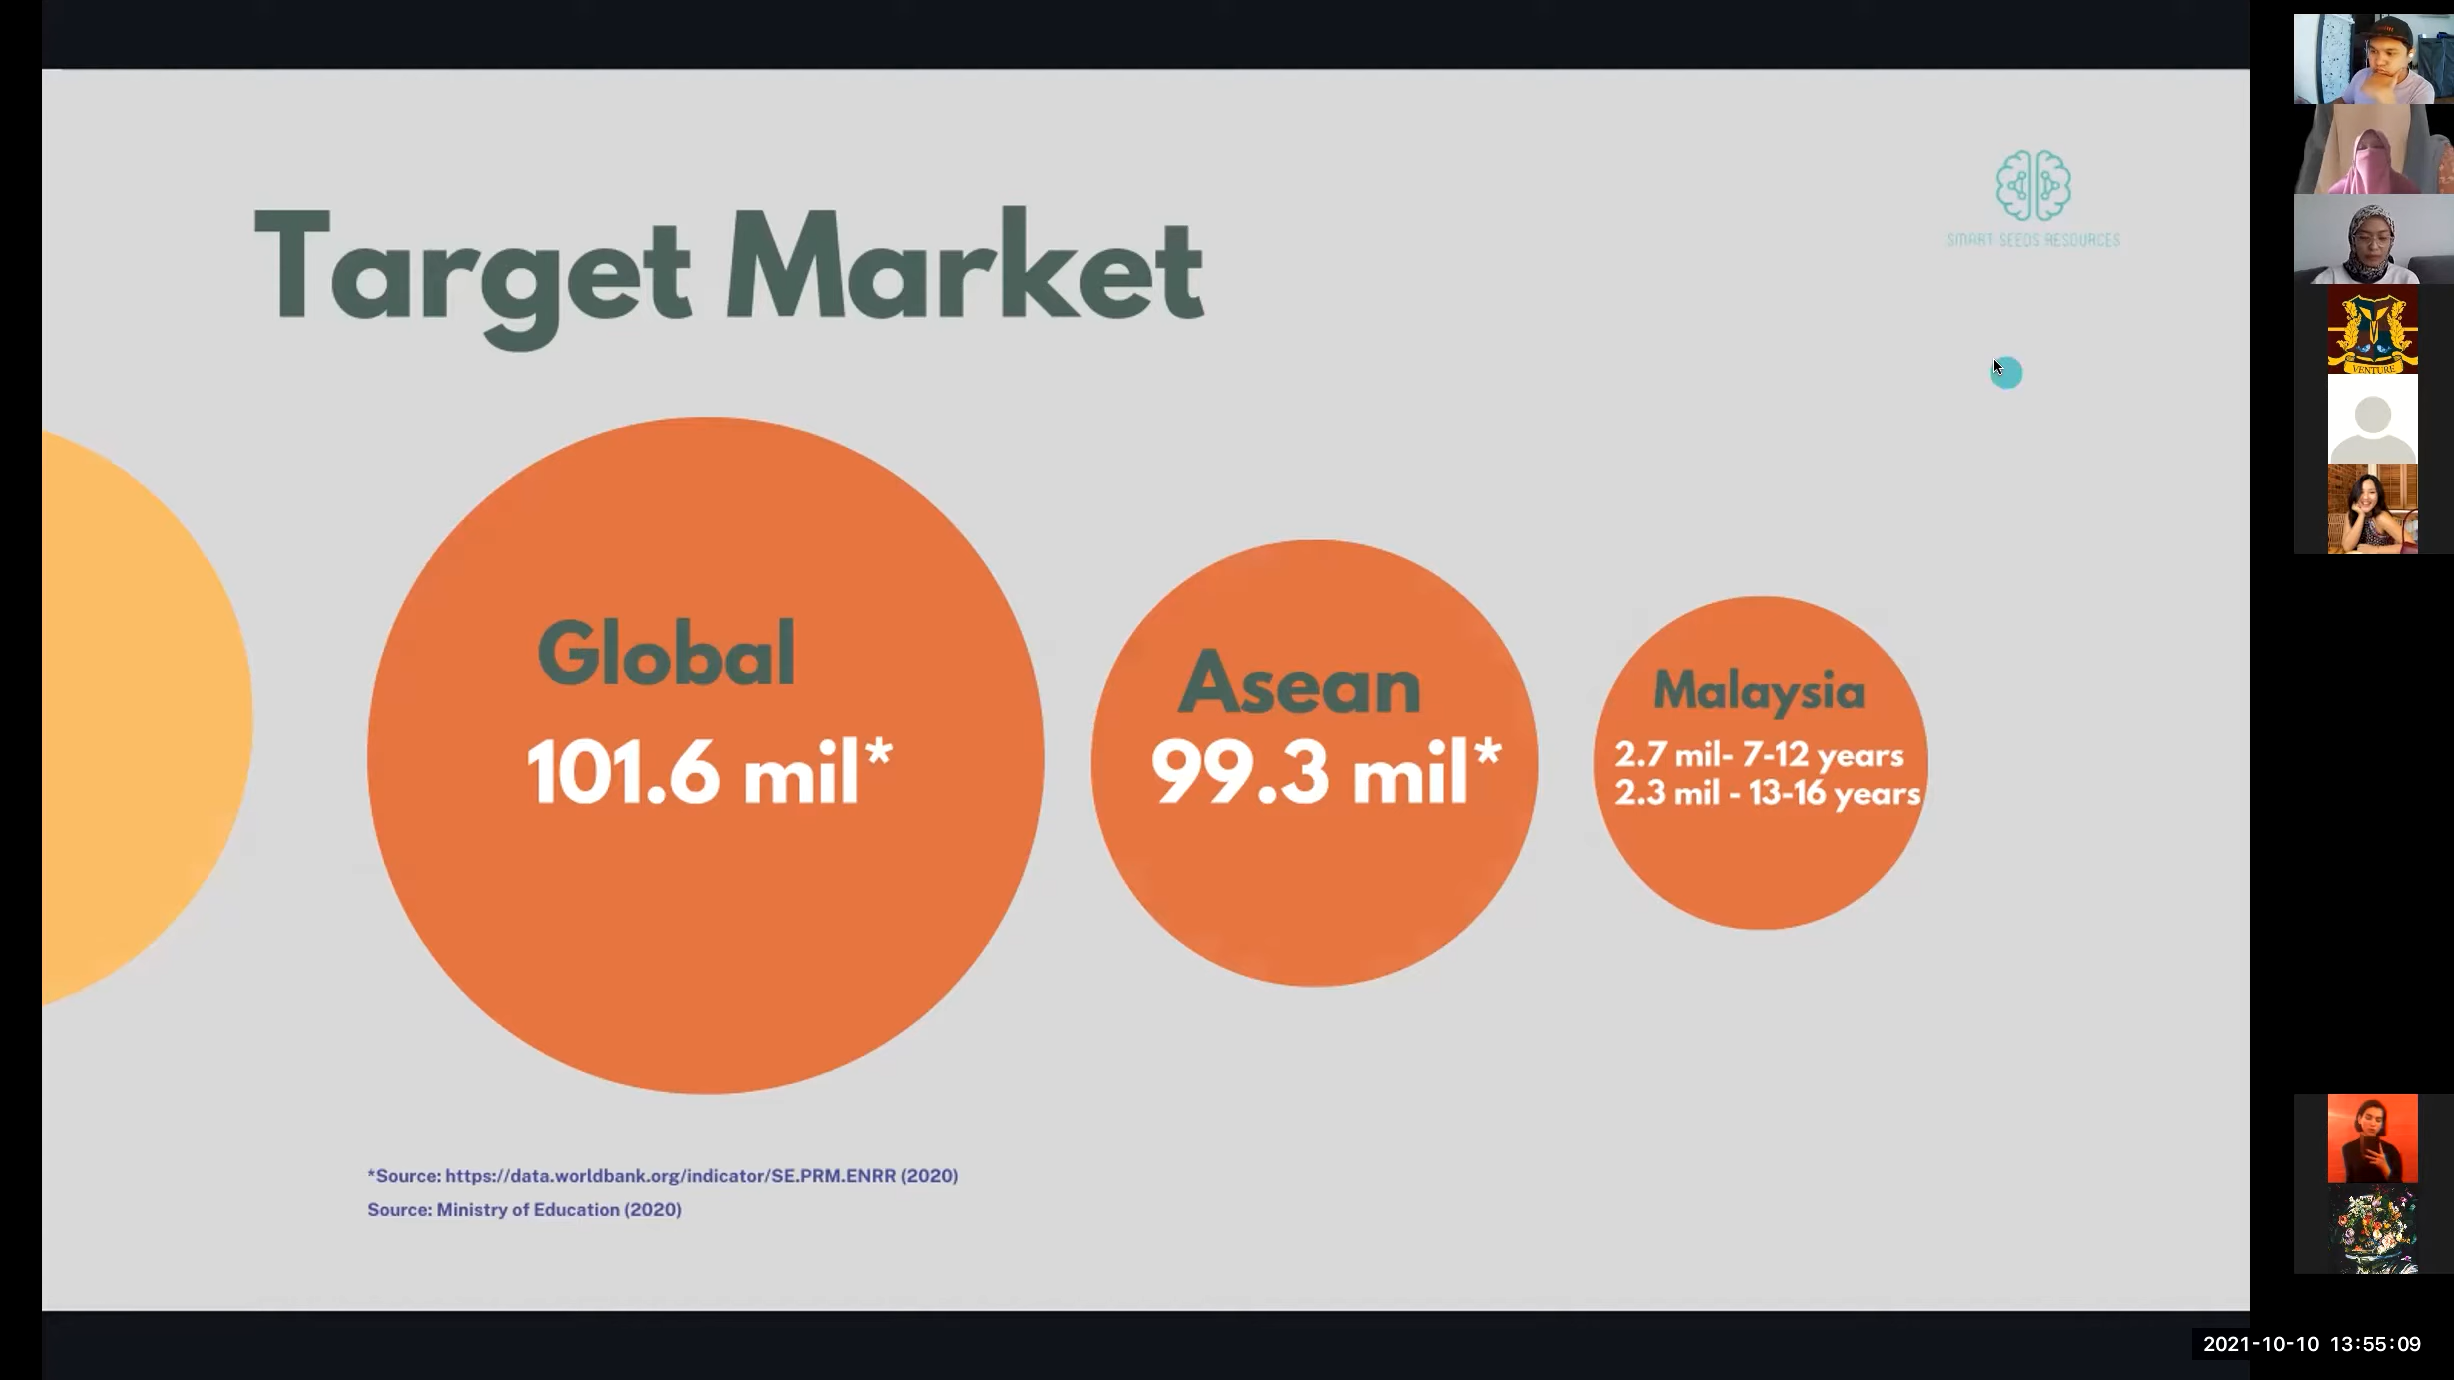 Target Market
SMART SEEDS RESOURCES
Global
101.6 mil*
Asean
99.3 mil*
Malaysia
2.7 mil- 7-12 years
2.3 mil - 13-16 years
*Source: https://data.worldbank.org/indicator/SE.PRM.ENRR (2020)
Source: Ministry of Education (2020)
VENTURE
2021-10-10 13:55:09